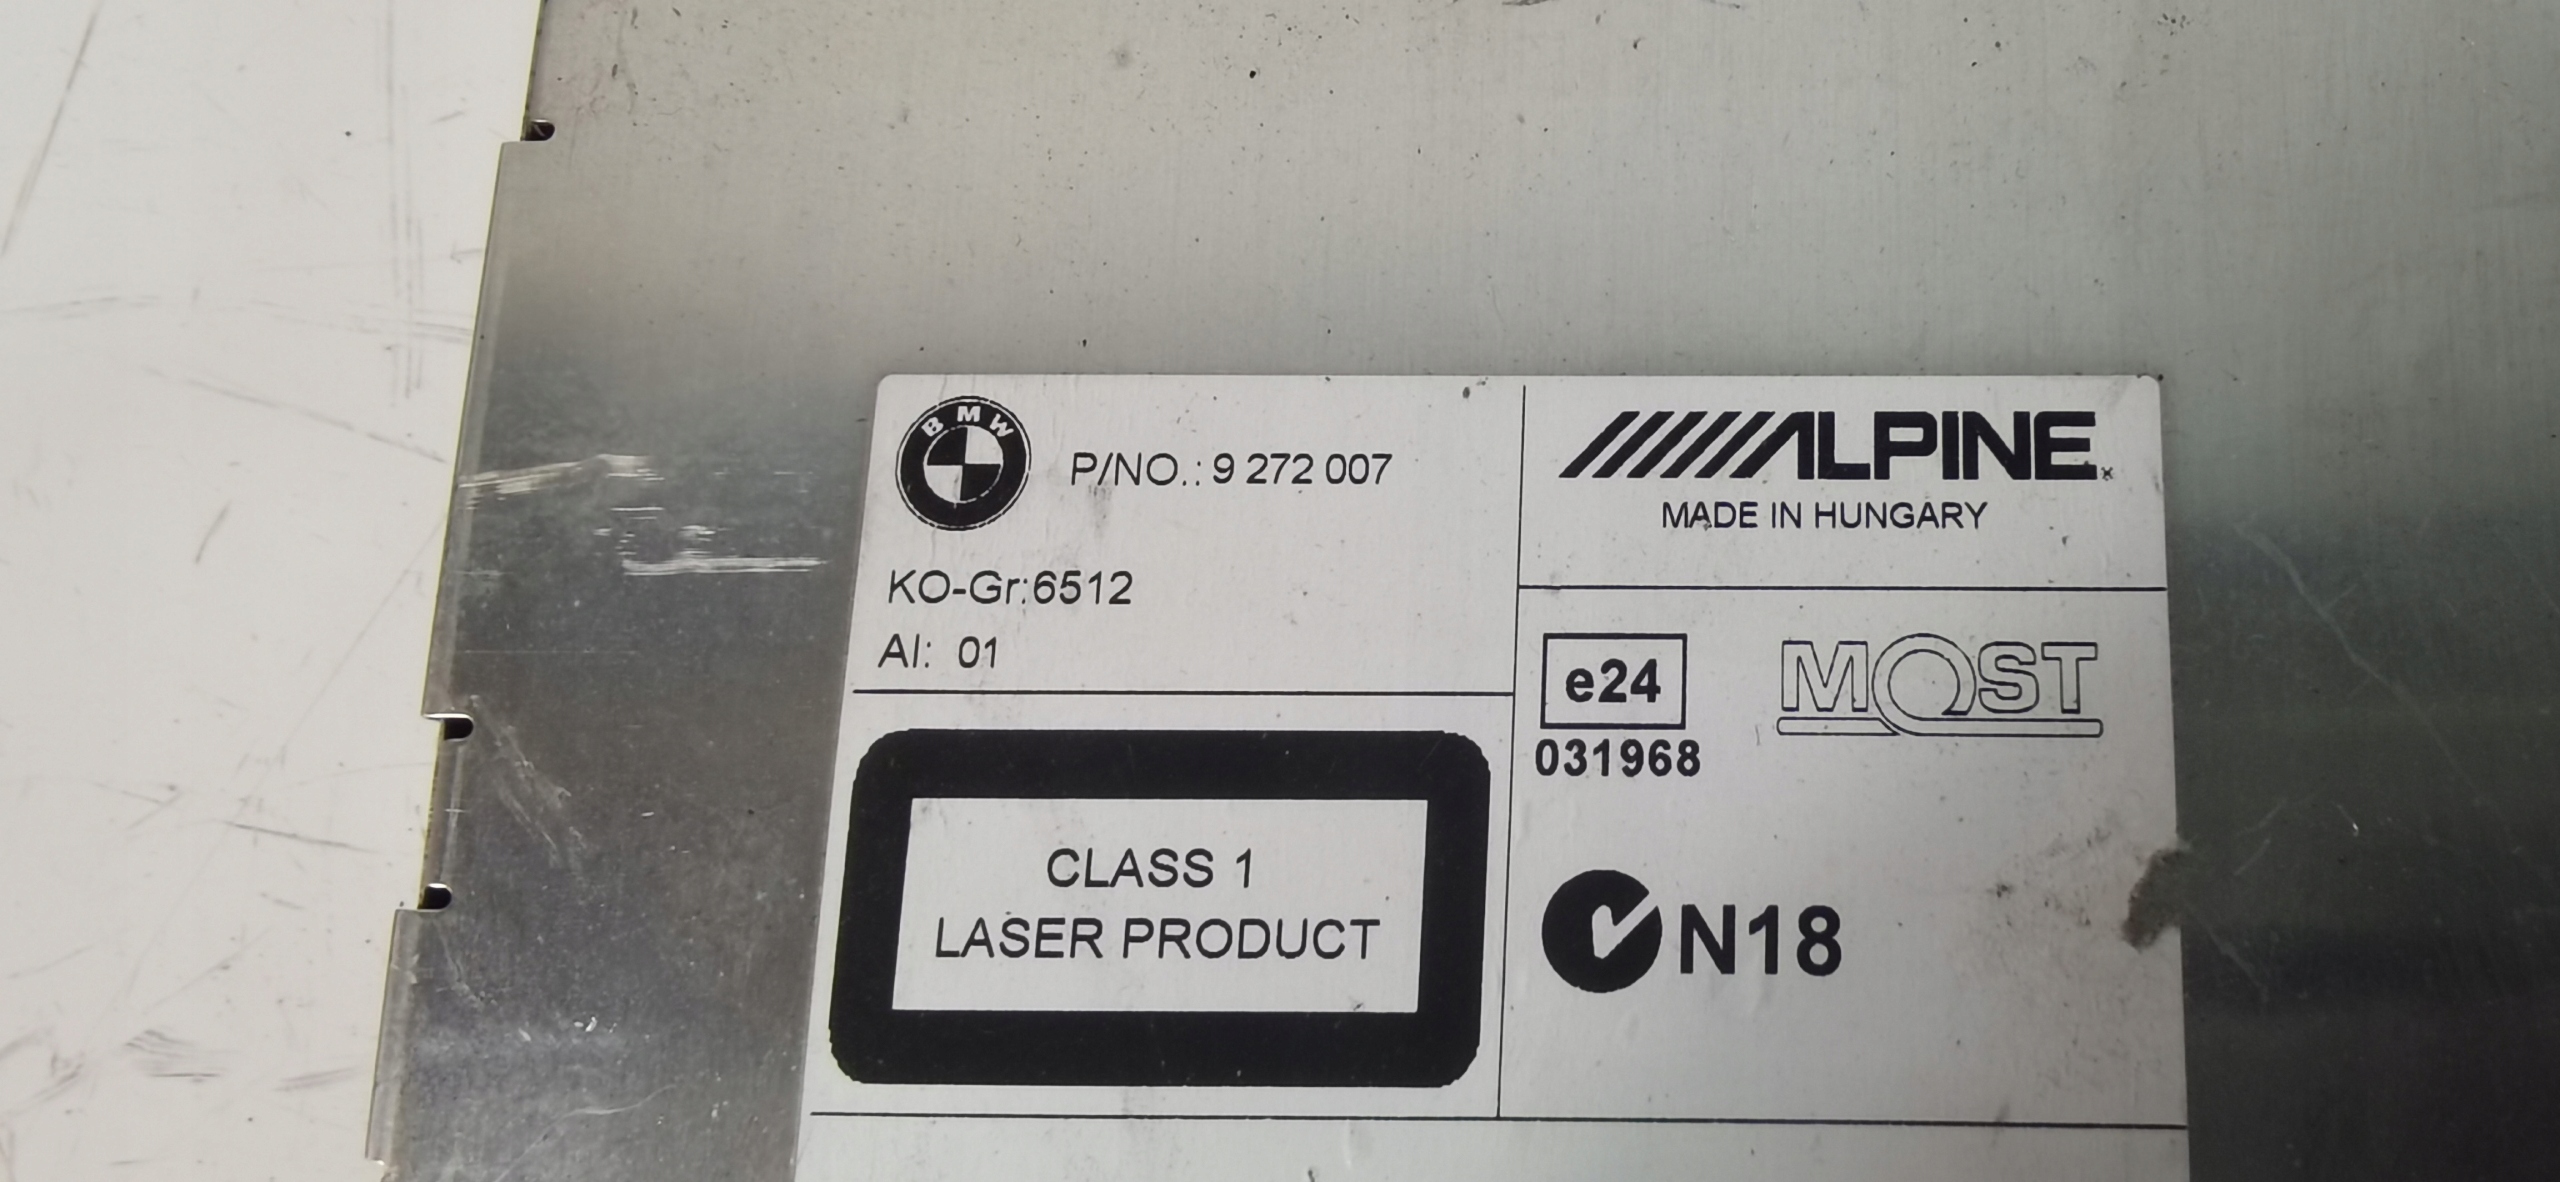 BMW
P/NO.: 9 272 007
KO-Gr:6512
AI: 01
CLASS 1
LASER PRODUCT
ALPINE
MADE IN HUNGARY
e24
031968
MOST
N18